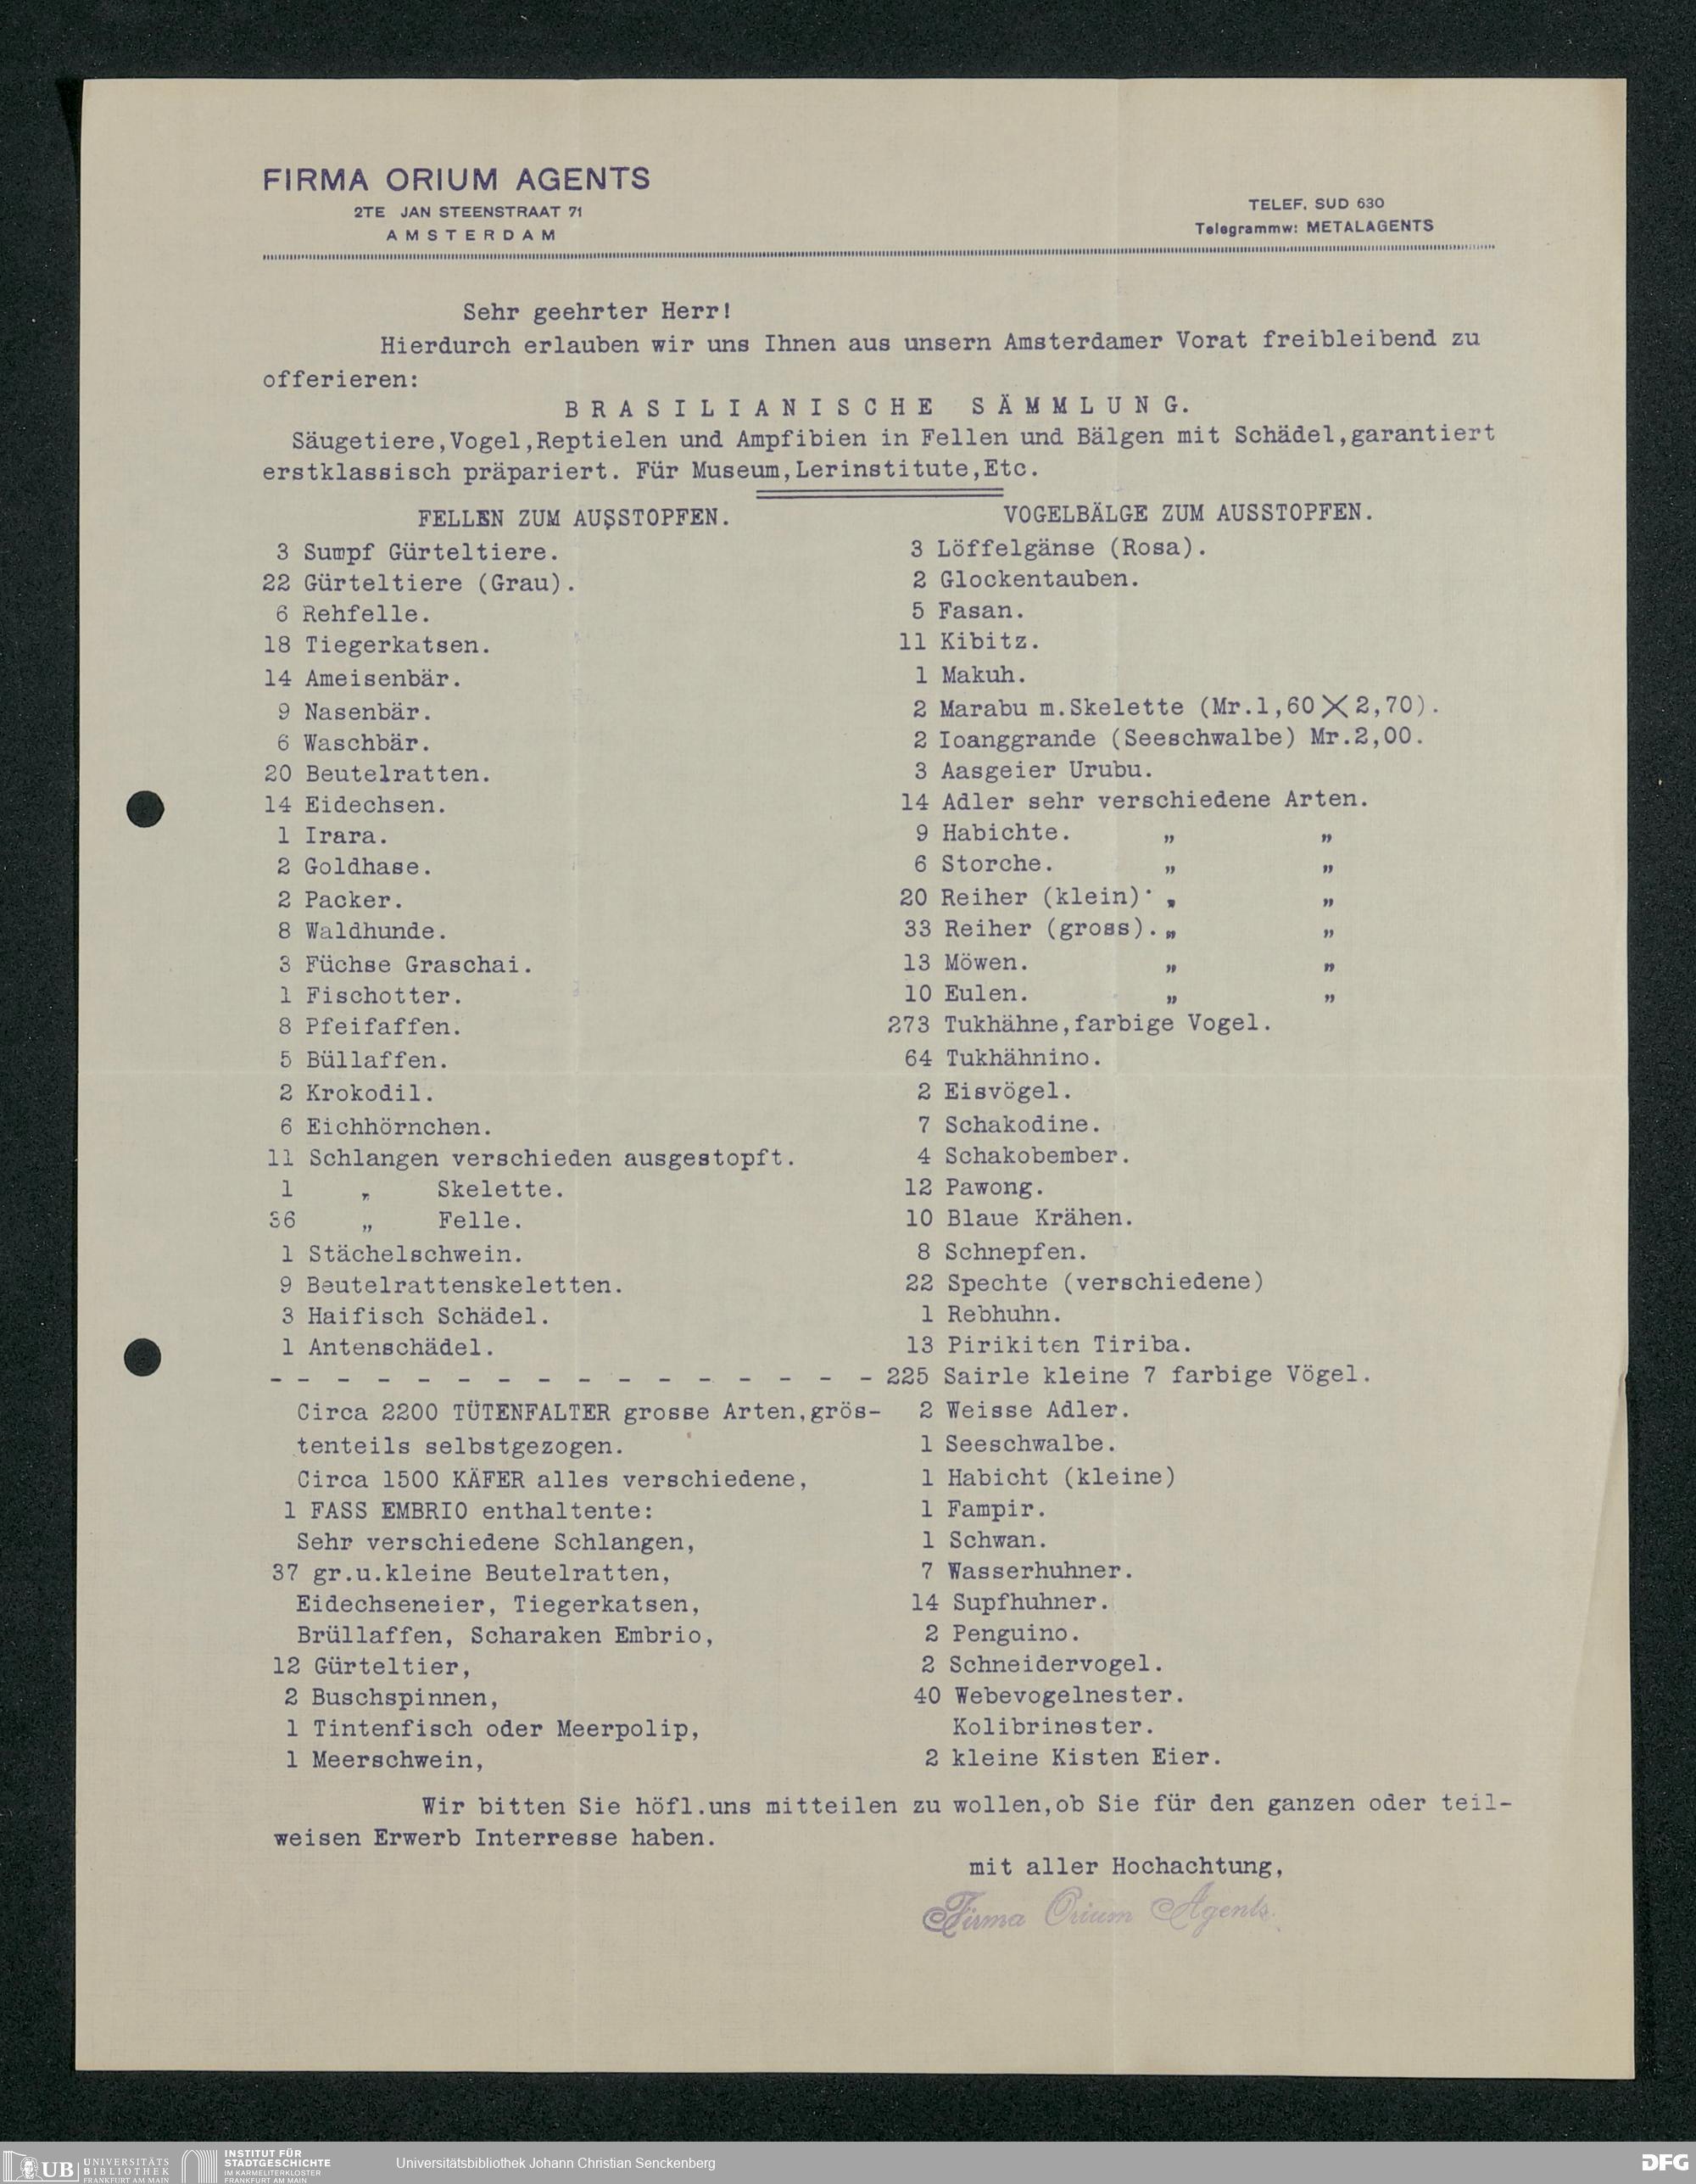 FIRMA ORIUM AGENTS
2TE JAN STEENSTRAAT 71
AMSTERDAM
TELEF. SUD 630
Telegrammw: METALAGENTS
Sehr geehrter Herr!
Hierdurch erlauben wir uns Ihnen aus unsern Amsterdamer Vorat freibleibend zu
offerieren:
BRASILIANISCHE SÄMMLUNG.
Säugetiere,Vogel,Reptielen und Ampfibien in Fellen und Bälgen mit Schädel,garantiert
erstklassisch präpariert. Für Museum,Lerinstitute,Etc.
FELLEN ZUM AUSSTOPFEN.
3 Sumpf Gürteltiere.
22 Gürteltiere (Grau).
6 Rehfelle.
18 Tiegerkatsen.
14 Ameisenbär.
9 Nasenbär.
6 Waschbär.
20 Beutelratten.
14 Eidechsen.
1 Irara.
2 Goldhase.
2 Packer.
8 Waldhunde.
3 Füchse Graschai.
1 Fischotter.
8 Pfeifaffen.
5 Büllaffen.
2 Krokodil.
6 Eichhörnchen.
11 Schlangen verschieden ausgestopft.
1 „ Skelette.
36 „ Felle.
1 Stächelschwein.
9 Beutelrattenskeletten.
3 Haifisch Schädel.
1 Antenschädel.
- - - - - - - - - - - - - - - -
Circa 2200 TÜTENFALTER grosse Arten,grös-
tenteils selbstgezogen.
Circa 1500 KÄFER alles verschiedene,
1 FASS EMBRIO enthaltente:
Sehr verschiedene Schlangen,
37 gr.u.kleine Beutelratten,
Eidechseneier, Tiegerkatsen,
Brüllaffen, Scharaken Embrio,
12 Gürteltier,
2 Buschspinnen,
1 Tintenfisch oder Meerpolip,
1 Meerschwein,
VOGELBÄLGE ZUM AUSSTOPFEN.
3 Löffelgänse (Rosa).
2 Glockentauben.
5 Fasan.
11 Kibitz.
1 Makuh.
2 Marabu m.Skelette (Mr.1,60 X 2,70).
2 Ioanggrande (Seeschwalbe) Mr.2,00.
3 Aasgeier Urubu.
14 Adler sehr verschiedene Arten.
9 Habichte. „ „
6 Storche. „ „
20 Reiher (klein). „ „
33 Reiher (gross). „ „
13 Möwen. „ „
10 Eulen. „ „
273 Tukhähne,farbige Vogel.
64 Tukhähnino.
2 Eisvögel.
7 Schakodine.
4 Schakobember.
12 Pawong.
10 Blaue Krähen.
8 Schnepfen.
22 Spechte (verschiedene)
1 Rebhuhn.
13 Pirikiten Tiriba.
225 Sairle kleine 7 farbige Vögel.
2 Weisse Adler.
1 Seeschwalbe.
1 Habicht (kleine)
1 Fampir.
1 Schwan.
7 Wasserhuhner.
14 Supfhuhner.
2 Penguino.
2 Schneidervogel.
40 Webevogelnester.
Kolibrinester.
2 kleine Kisten Eier.
Wir bitten Sie höfl.uns mitteilen zu wollen,ob Sie für den ganzen oder teil-
weisen Erwerb Interresse haben.
mit aller Hochachtung,
Firma Orium Agents.
UB UNIVERSITÄTS
BIBLIOTHEK
FRANKFURT AM MAIN
INSTITUT FÜR
STADTGESCHICHTE
IM KARMELITERKLOSTER
FRANKFURT AM MAIN
Universitätsbibliothek Johann Christian Senckenberg
DFG